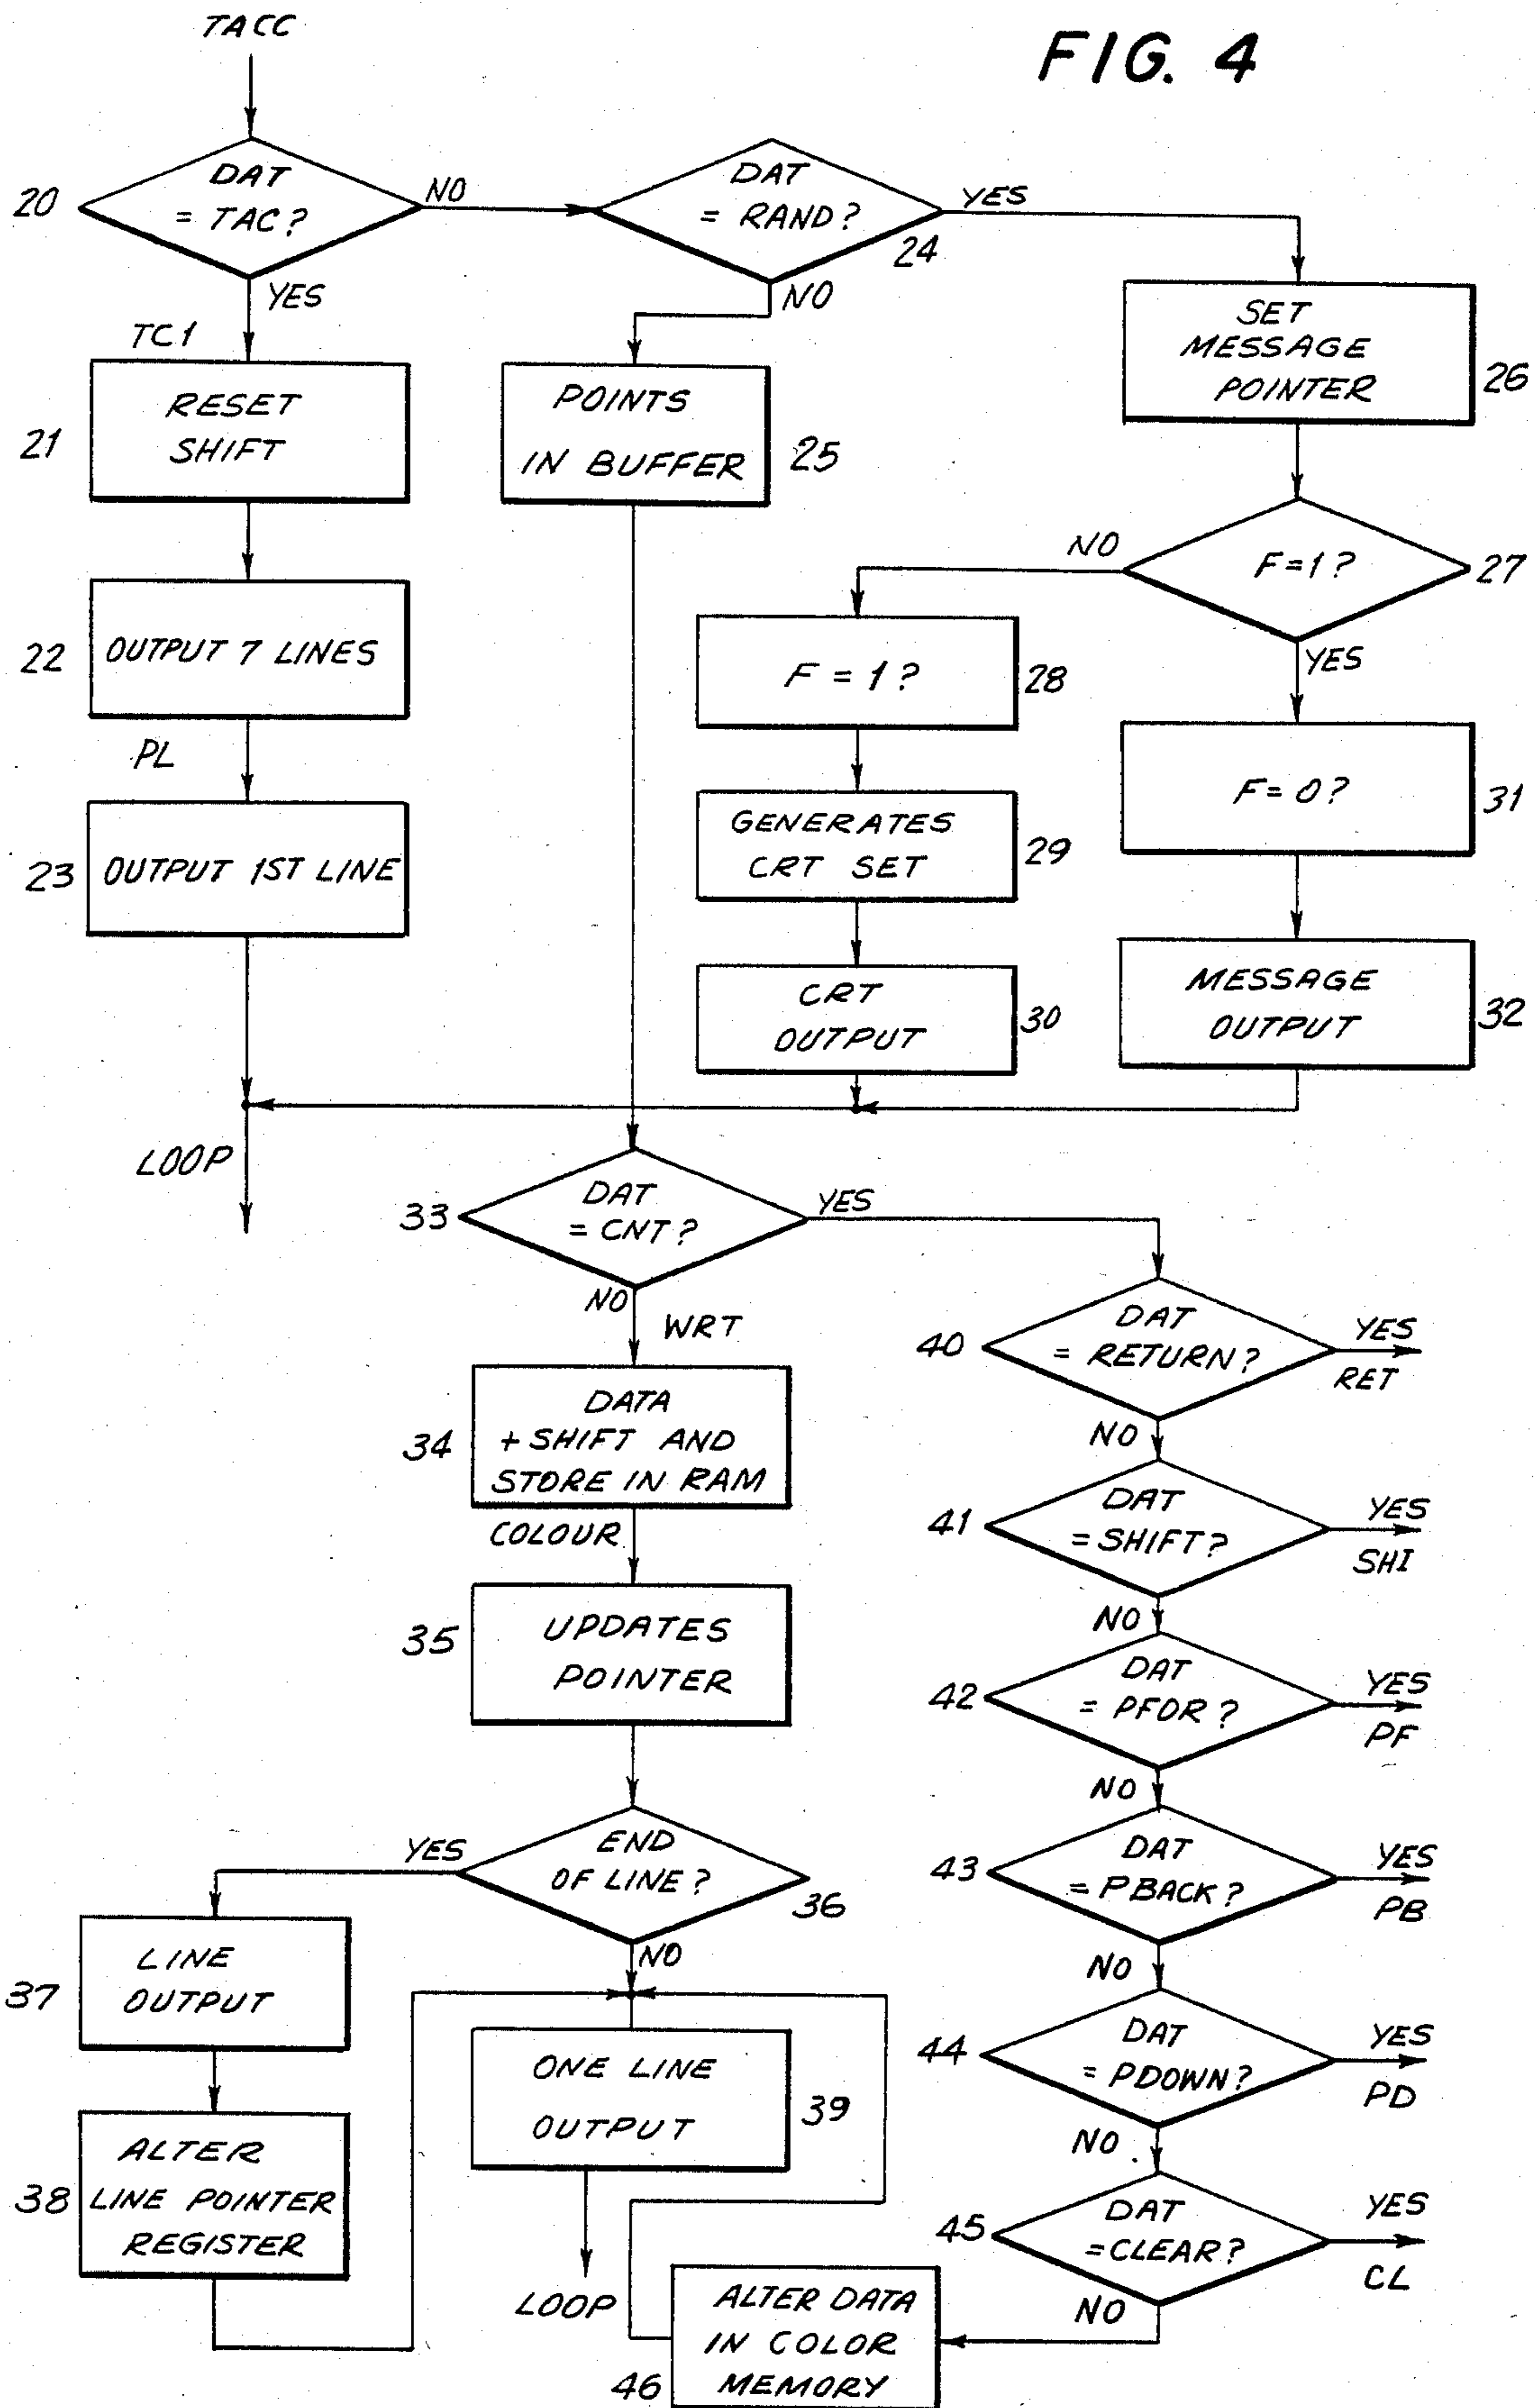 TACC
FIG. 4
20
DAT
= TAC?
NO
DAT
= RAND?
24
YES
YES
NO
TC1
21
RESET
SHIFT
POINTS
IN BUFFER
25
SET
MESSAGE
POINTER
26
22
OUTPUT 7 LINES
NO
F=1?
27
YES
F = 1?
28
PL
23
OUTPUT 1ST LINE
GENERATES
CRT SET
29
F=0?
31
CRT
OUTPUT
30
MESSAGE
OUTPUT
32
LOOP
33
DAT
= CNT?
YES
NO
WRT
40
DAT
= RETURN?
YES
RET
NO
34
DATA
+ SHIFT AND
STORE IN RAM
COLOUR
41
DAT
=SHIFT?
YES
SHI
NO
35
UPDATES
POINTER
42
DAT
= PFOR?
YES
PF
NO
YES
END
OF LINE?
36
NO
43
DAT
= PBACK?
YES
PB
NO
37
LINE
OUTPUT
44
DAT
= PDOWN?
YES
PD
NO
ONE LINE
OUTPUT
39
38
ALTER
LINE POINTER
REGISTER
LOOP
45
DAT
=CLEAR?
YES
CL
NO
46
ALTER DATA
IN COLOR
MEMORY